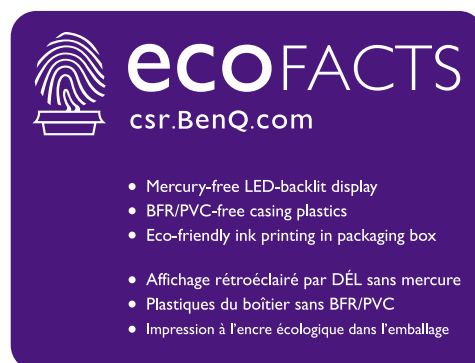 ecoFACTS
csr.BenQ.com
• Mercury-free LED-backlit display
• BFR/PVC-free casing plastics
• Eco-friendly ink printing in packaging box
• Affichage rétroéclairé par DÉL sans mercure
• Plastiques du boîtier sans BFR/PVC
• Impression à l'encre écologique dans l'emballage